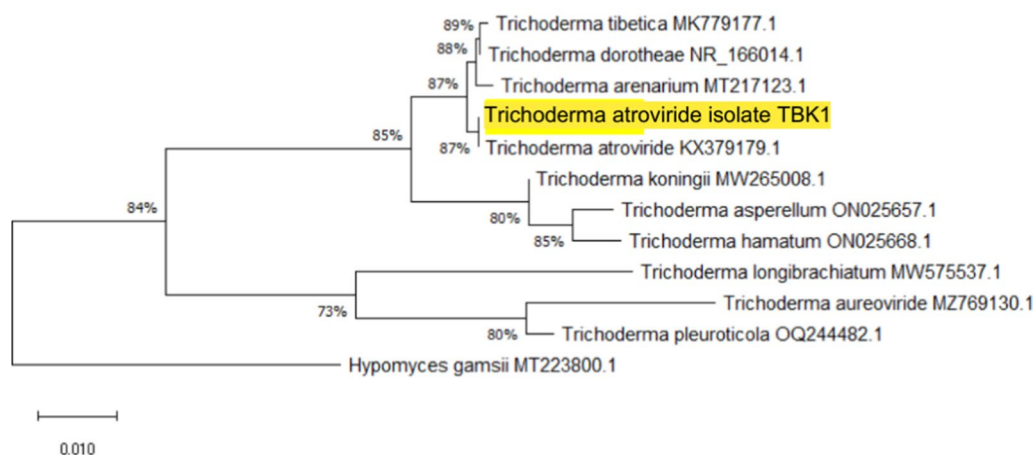 89%
Trichoderma tibetica MK779177.1
88%
Trichoderma dorotheae NR_166014.1
87%
Trichoderma arenarium MT217123.1
Trichoderma atroviride isolate TBK1
85%
87%
Trichoderma atroviride KX379179.1
Trichoderma koningii MW265008.1
84%
80%
Trichoderma asperellum ON025657.1
85%
Trichoderma hamatum ON025668.1
Trichoderma longibrachiatum MW575537.1
73%
Trichoderma aureoviride MZ769130.1
80%
Trichoderma pleuroticola OQ244482.1
Hypomyces gamsii MT223800.1
0.010